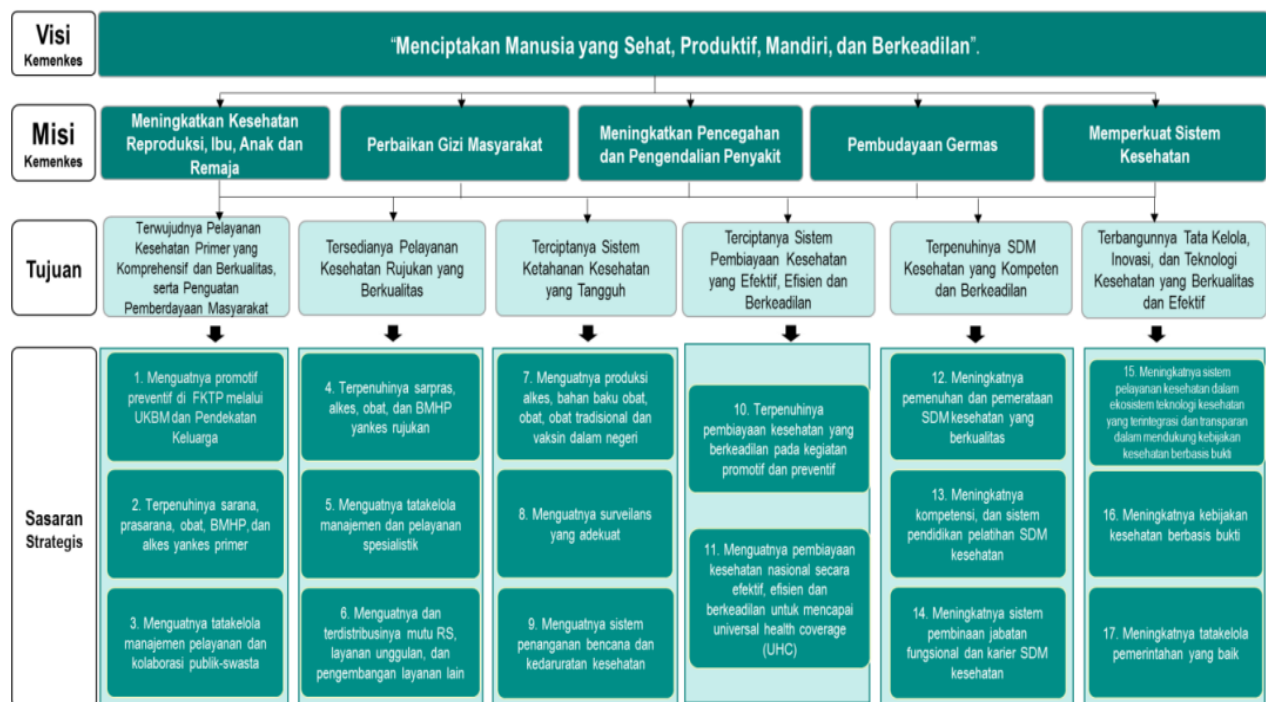 Visi
Kemenkes
“Menciptakan Manusia yang Sehat, Produktif, Mandiri, dan Berkeadilan”.
Misi
Kemenkes
Meningkatkan Kesehatan
Reproduksi, Ibu, Anak dan
Remaja
Perbaikan Gizi Masyarakat
Meningkatkan Pencegahan
dan Pengendalian Penyakit
Pembudayaan Germas
Memperkuat Sistem
Kesehatan
Tujuan
Terwujudnya Pelayanan
Kesehatan Primer yang
Komprehensif dan Berkualitas,
serta Penguatan
Pemberdayaan Masyarakat
Tersedianya Pelayanan
Kesehatan Rujukan yang
Berkualitas
Terciptanya Sistem
Ketahanan Kesehatan
yang Tangguh
Terciptanya Sistem
Pembiayaan Kesehatan
yang Efektif, Efisien dan
Berkeadilan
Terpenuhinya SDM
Kesehatan yang Kompeten
dan Berkeadilan
Terbangunnya Tata Kelola,
Inovasi, dan Teknologi
Kesehatan yang Berkualitas
dan Efektif
Sasaran
Strategis
1. Menguatnya promotif
preventif di FKTP melalui
UKBM dan Pendekatan
Keluarga
2. Terpenuhinya sarana,
prasarana, obat, BMHP, dan
alkes yankes primer
3. Menguatnya tatakelola
manajemen pelayanan dan
kolaborasi publik-swasta
4. Terpenuhinya sarpras,
alkes, obat, dan BMHP
yankes rujukan
5. Menguatnya tatakelola
manajemen dan pelayanan
spesialistik
6. Menguatnya dan
terdistribusinya mutu RS,
layanan unggulan, dan
pengembangan layanan lain
7. Menguatnya produksi
alkes, bahan baku obat,
obat, obat tradisional dan
vaksin dalam negeri
8. Menguatnya surveilans
yang adekuat
9. Menguatnya sistem
penanganan bencana dan
kedaruratan kesehatan
10. Terpenuhinya
pembiayaan kesehatan yang
berkeadilan pada kegiatan
promotif dan preventif
11. Menguatnya pembiayaan
kesehatan nasional secara
efektif, efisien dan
berkeadilan untuk mencapai
universal health coverage
(UHC)
12. Meningkatnya
pemenuhan dan pemerataan
SDM kesehatan yang
berkualitas
13. Meningkatnya
kompetensi, dan sistem
pendidikan pelatihan SDM
kesehatan
14. Meningkatnya sistem
pembinaan jabatan
fungsional dan karier SDM
kesehatan
15. Meningkatnya sistem
pelayanan kesehatan dalam
ekosistem teknologi kesehatan
yang terintegrasi dan transparan
dalam mendukung kebijakan
kesehatan berbasis bukti
16. Meningkatnya kebijakan
kesehatan berbasis bukti
17. Meningkatnya tatakelola
pemerintahan yang baik